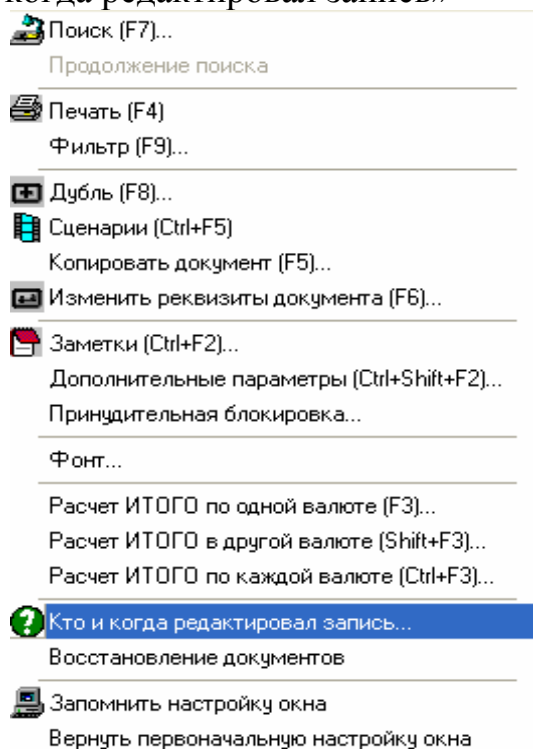 когда редактировал запись»
Поиск (F7)...
Продолжение поиска
Печать (F4)
Фильтр (F9)...
Дубль (F8)...
Сценарии (Ctrl+F5)
Копировать документ (F5)...
Изменить реквизиты документа (F6)...
Заметки (Ctrl+F2)...
Дополнительные параметры (Ctrl+Shift+F2)...
Принудительная блокировка...
Фонт...
Расчет ИТОГО по одной валюте (F3)...
Расчет ИТОГО в другой валюте (Shift+F3)...
Расчет ИТОГО по каждой валюте (Ctrl+F3)...
Кто и когда редактировал запись...
Восстановление документов
Запомнить настройку окна
Вернуть первоначальную настройку окна